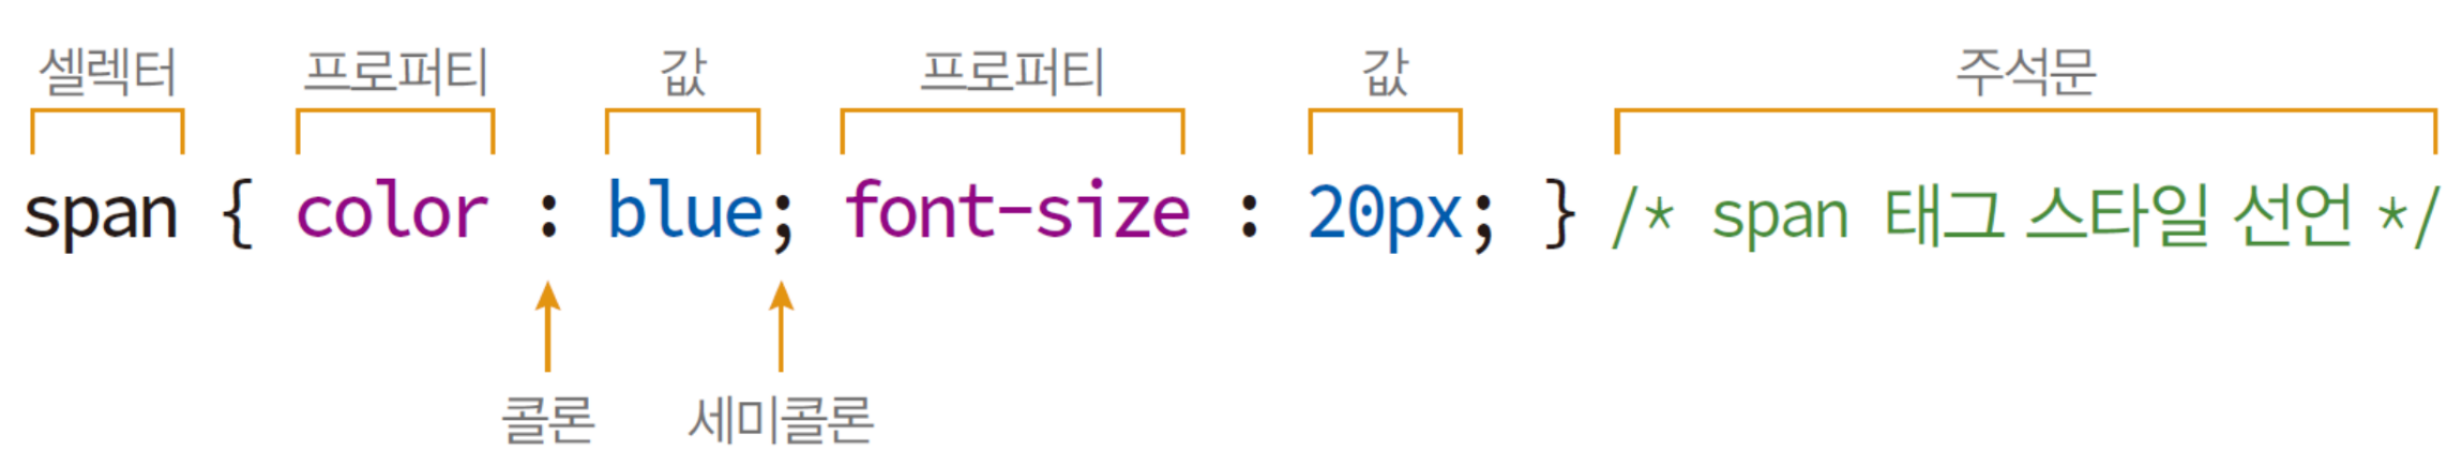 셀렉터 프로퍼티 값 프로퍼티 값 주석문
span { color : blue; font-size : 20px; } /* span 태그 스타일 선언 */
콜론 세미콜론